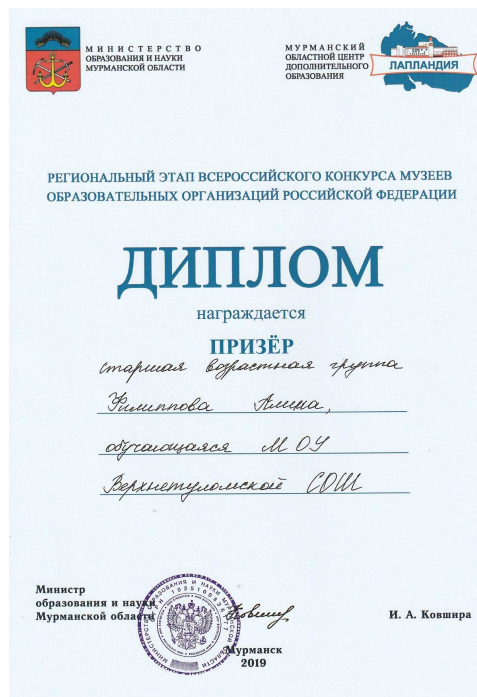 МИНИСТЕРСТВО
ОБРАЗОВАНИЯ И НАУКИ
МУРМАНСКОЙ ОБЛАСТИ
МУРМАНСКИЙ
ОБЛАСТНОЙ ЦЕНТР
ДОПОЛНИТЕЛЬНОГО
ОБРАЗОВАНИЯ
ЛАПЛАНДИЯ
РЕГИОНАЛЬНЫЙ ЭТАП ВСЕРОССИЙСКОГО КОНКУРСА МУЗЕЕВ
ОБРАЗОВАТЕЛЬНЫХ ОРГАНИЗАЦИЙ РОССИЙСКОЙ ФЕДЕРАЦИИ
ДИПЛОМ
награждается
ПРИЗЁР
старшая возрастная группа
Филиппова Алина,
обучающаяся МОУ
Верхнетуломской СОШ
Министр
образования и науки
Мурманской области
И. А. Ковшира
Мурманск
2019